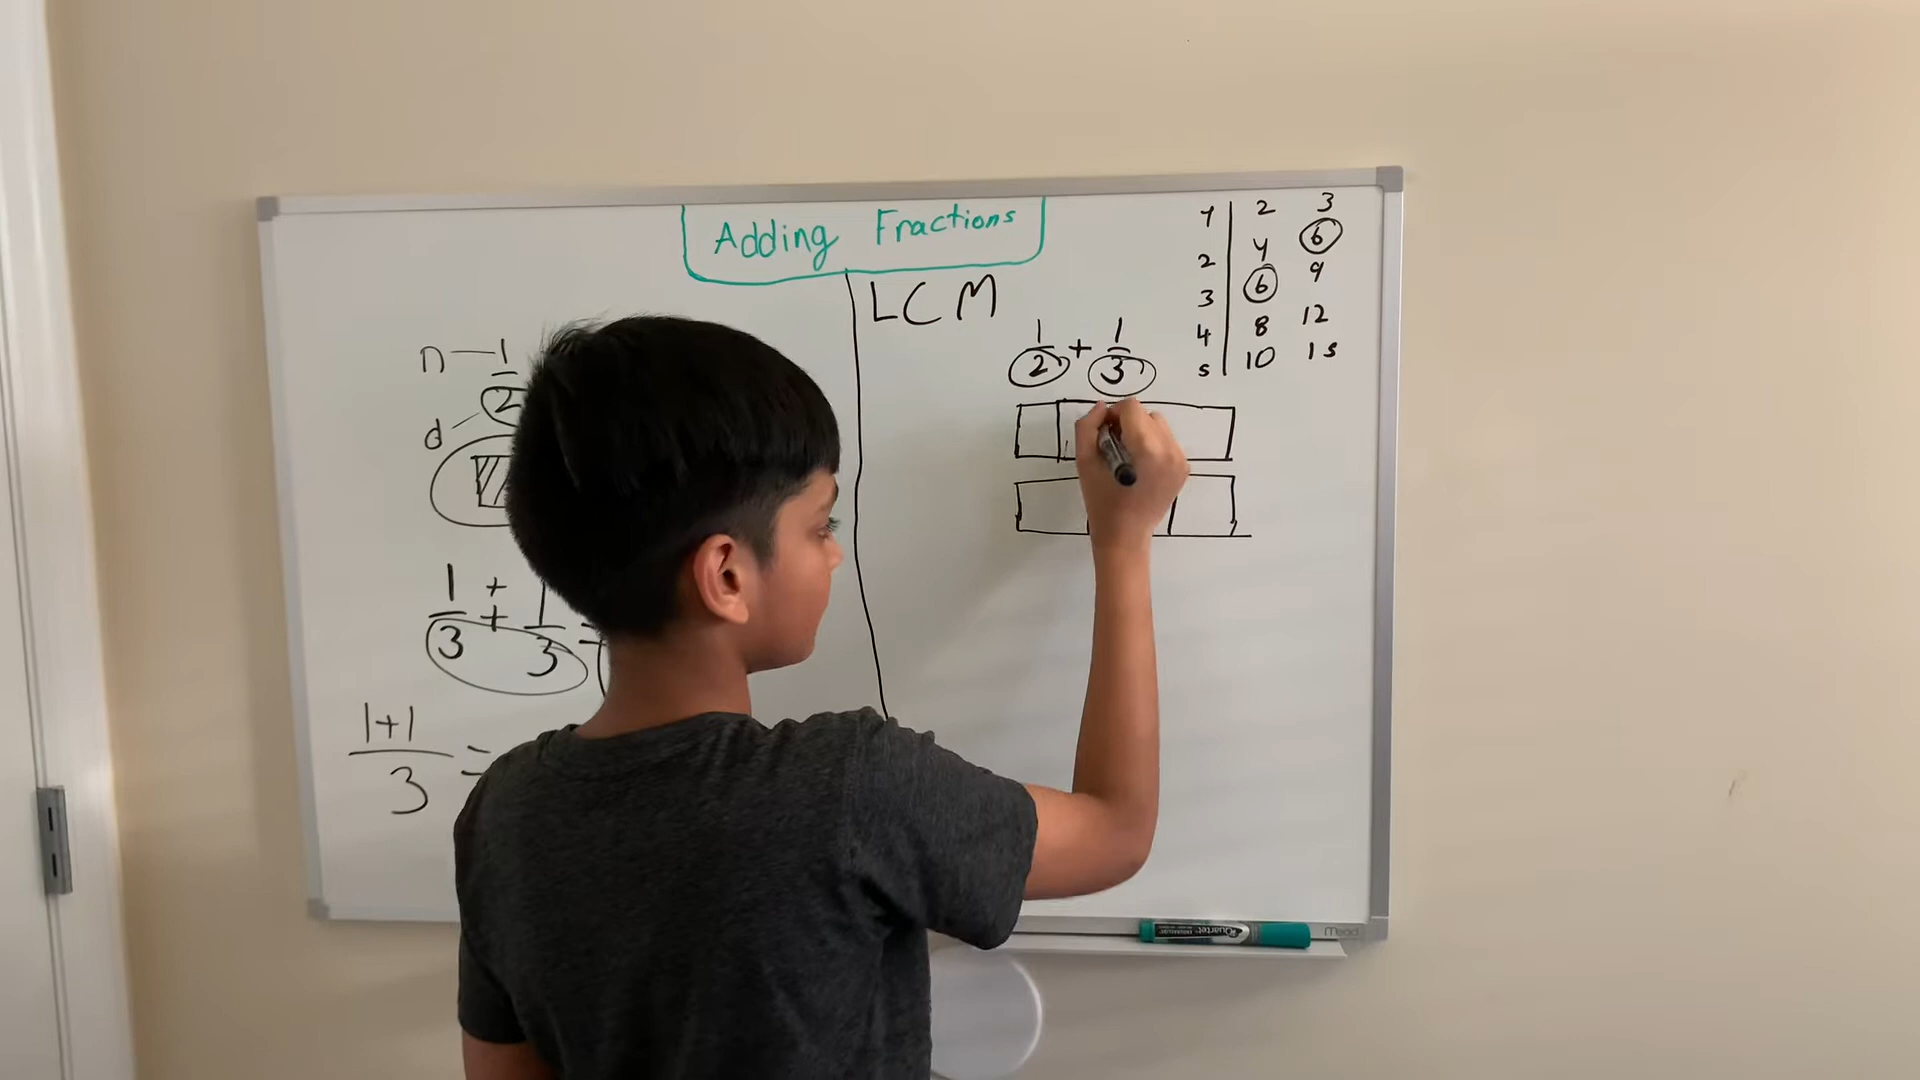 Adding Fractions
n — 1
2
d
1/3 + + 1/3 =
1+1
3 =
LCM
1/2 + 1/3
1 | 2 3
2 | 4 6
3 | 6 9
4 | 8 12
5 | 10 15
Quartet
Mead